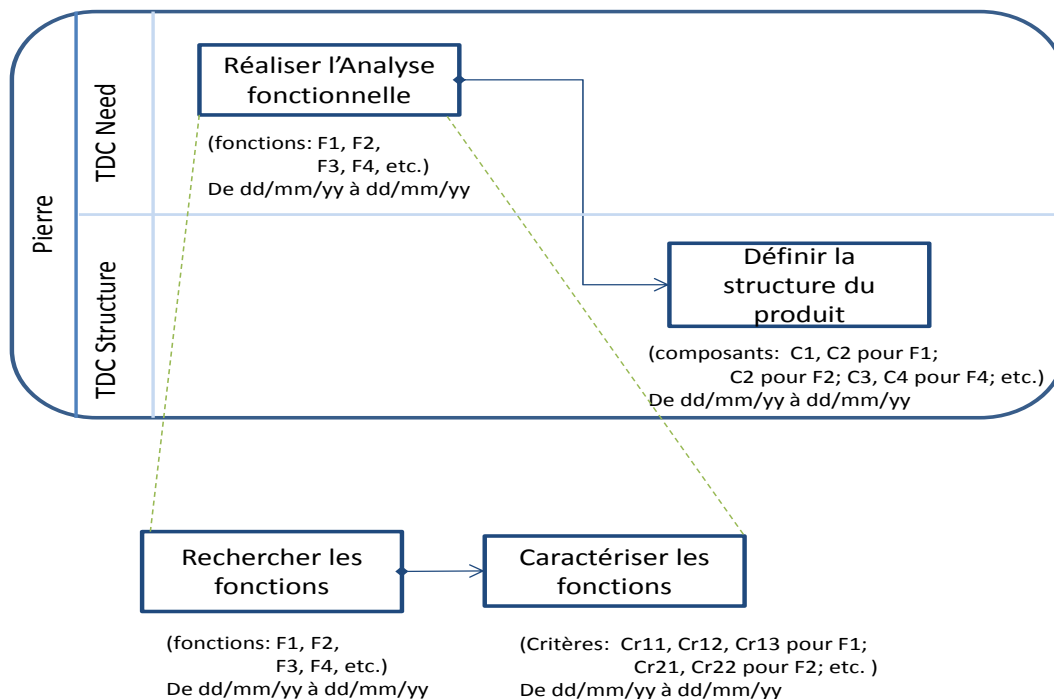 Pierre
TDC Need
Réaliser l'Analyse
fonctionnelle
(fonctions: F1, F2,
F3, F4, etc.)
De dd/mm/yy à dd/mm/yy
TDC Structure
Définir la
structure du
produit
(composants: C1, C2 pour F1;
C2 pour F2; C3, C4 pour F4; etc.)
De dd/mm/yy à dd/mm/yy
Rechercher les
fonctions
(fonctions: F1, F2,
F3, F4, etc.)
De dd/mm/yy à dd/mm/yy
Caractériser les
fonctions
(Critères: Cr11, Cr12, Cr13 pour F1;
Cr21, Cr22 pour F2; etc. )
De dd/mm/yy à dd/mm/yy